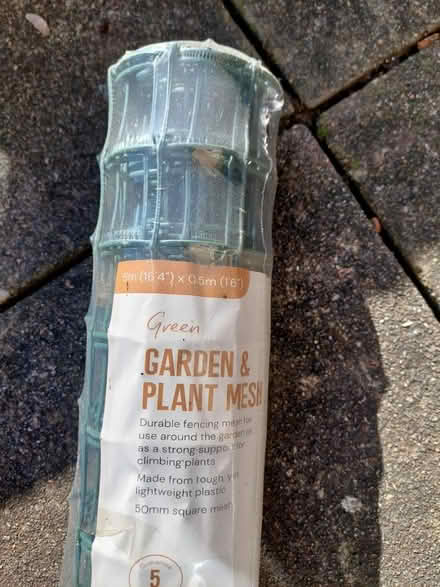 5m (16'4") x 0.5m (1'6")
Green
GARDEN &
PLANT MESH
Durable fencing mesh for
use around the garden or
as a strong support for
climbing plants
Made from tough, yet
lightweight plastic
50mm square mesh
5